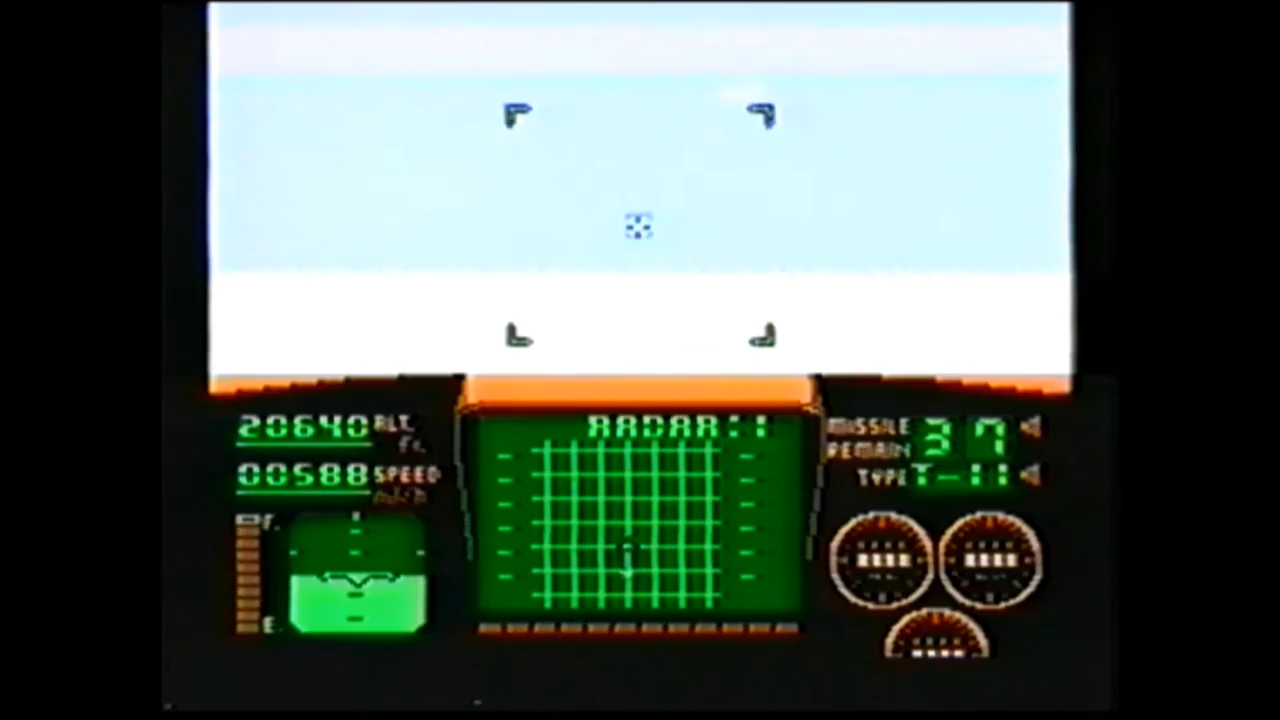 20640 ALT.
Ft.
00588 SPEED
F.
E
RADAR:1
MISSILE 37
REMAIN
TYPE T-11